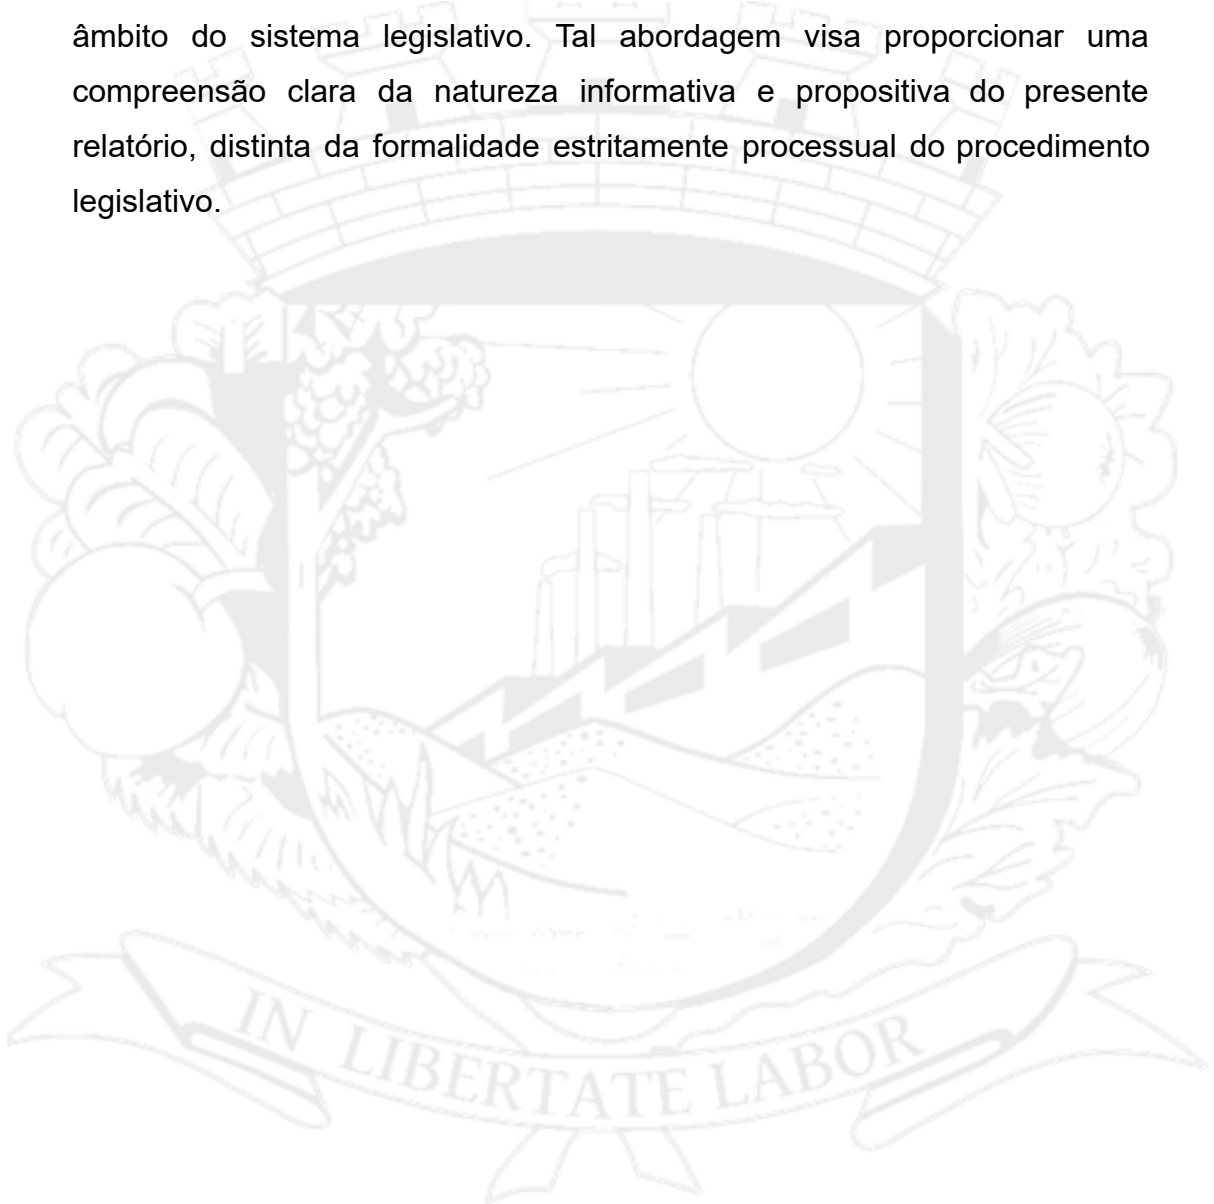 âmbito do sistema legislativo. Tal abordagem visa proporcionar uma
compreensão clara da natureza informativa e propositiva do presente
relatório, distinta da formalidade estritamente processual do procedimento
legislativo.
IN LIBERTATE LABOR